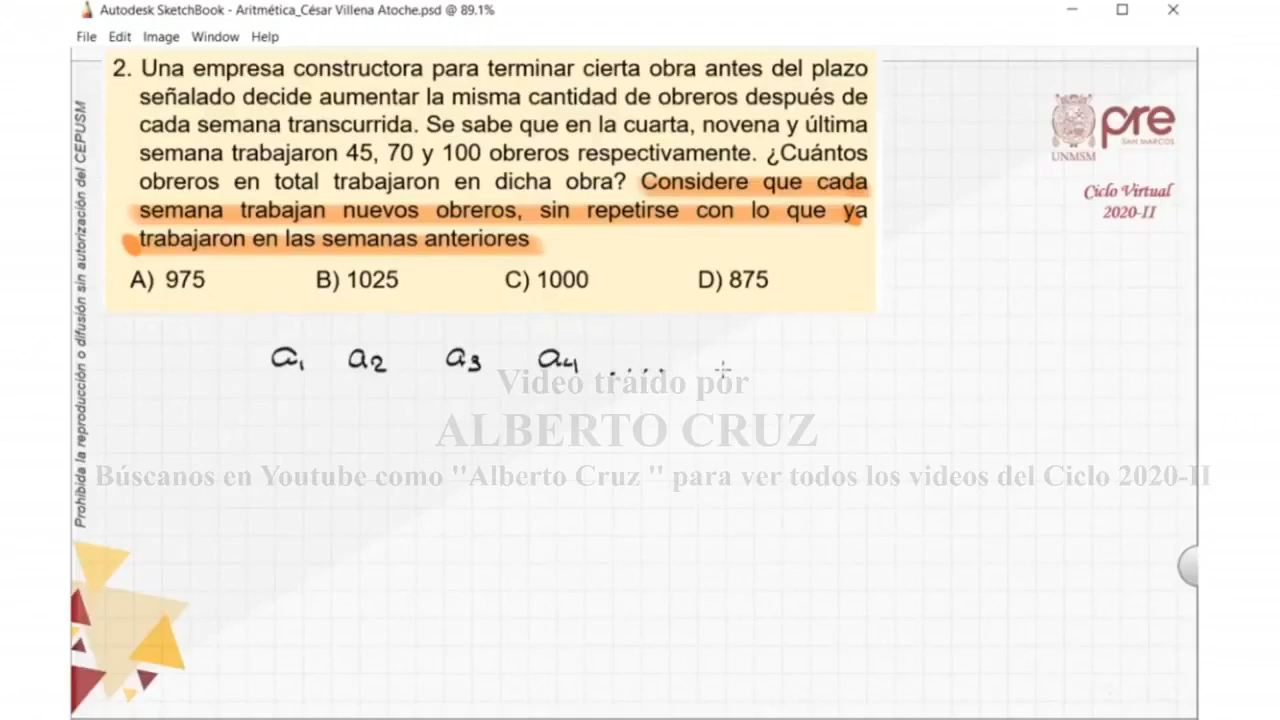 Autodesk SketchBook - Aritmética_César Villena Atoche.psd @ 89.1%
File Edit Image Window Help
2. Una empresa constructora para terminar cierta obra antes del plazo
señalado decide aumentar la misma cantidad de obreros después de
cada semana transcurrida. Se sabe que en la cuarta, novena y última
semana trabajaron 45, 70 y 100 obreros respectivamente. ¿Cuántos
obreros en total trabajaron en dicha obra? Considere que cada
semana trabajan nuevos obreros, sin repetirse con lo que ya
trabajaron en las semanas anteriores
A) 975 B) 1025 C) 1000 D) 875
Prohibida la reproducción o difusión sin autorización del CEPUSM
UNMSM
pre
SAN MARCOS
Ciclo Virtual
2020-II
a1 a2 a3 a4 ....
Video traído por
ALBERTO CRUZ
Búscanos en Youtube como "Alberto Cruz " para ver todos los videos del Ciclo 2020-II